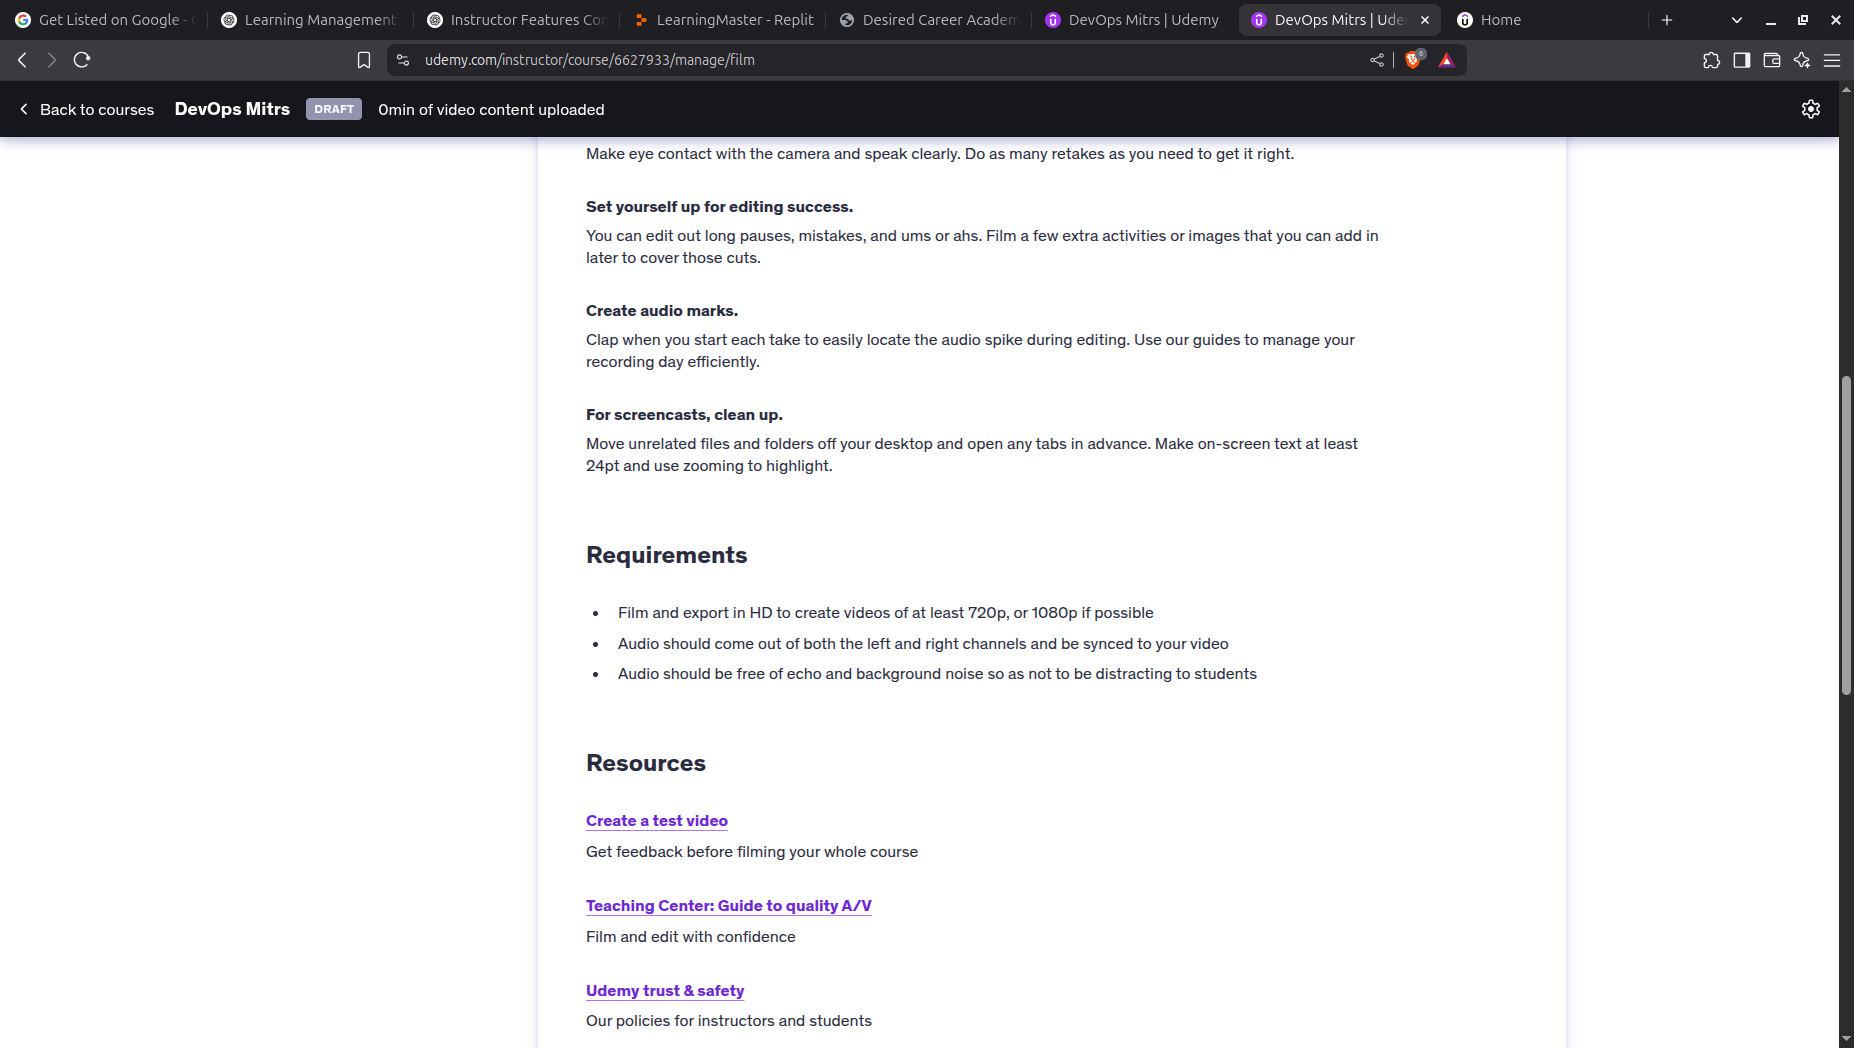 Get Listed on Google -
Learning Management
Instructor Features Con
LearningMaster - Replit
Desired Career Academ
DevOps Mitrs | Udemy
DevOps Mitrs | Ude
Home
udemy.com/instructor/course/6627933/manage/film
6
Back to courses
DevOps Mitrs
DRAFT
0min of video content uploaded
Make eye contact with the camera and speak clearly. Do as many retakes as you need to get it right.
Set yourself up for editing success.
You can edit out long pauses, mistakes, and ums or ahs. Film a few extra activities or images that you can add in
later to cover those cuts.
Create audio marks.
Clap when you start each take to easily locate the audio spike during editing. Use our guides to manage your
recording day efficiently.
For screencasts, clean up.
Move unrelated files and folders off your desktop and open any tabs in advance. Make on-screen text at least
24pt and use zooming to highlight.
Requirements
• Film and export in HD to create videos of at least 720p, or 1080p if possible
• Audio should come out of both the left and right channels and be synced to your video
• Audio should be free of echo and background noise so as not to be distracting to students
Resources
Create a test video
Get feedback before filming your whole course
Teaching Center: Guide to quality A/V
Film and edit with confidence
Udemy trust & safety
Our policies for instructors and students